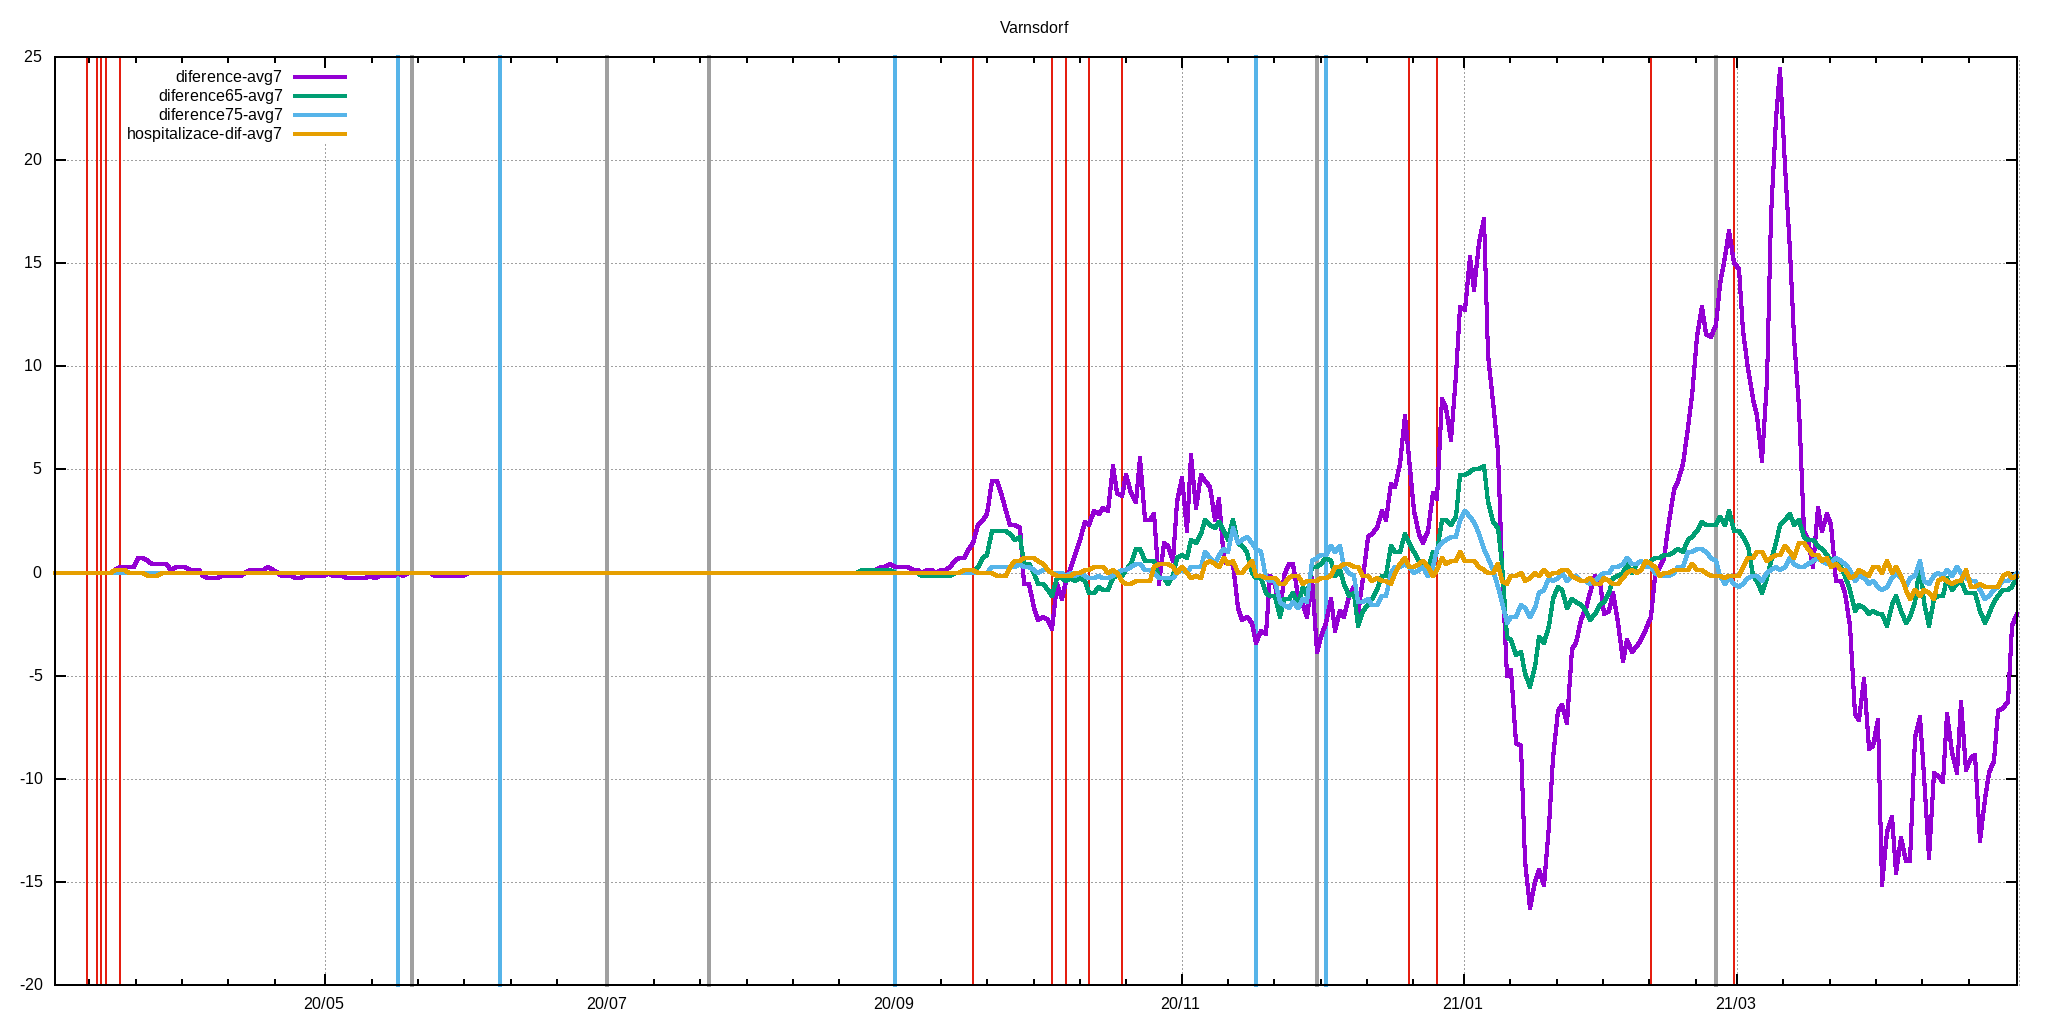 Varnsdorf
diference-avg7
diference65-avg7
diference75-avg7
hospitalizace-dif-avg7
25
20
15
10
5
0
-5
-10
-15
-20
20/05 20/07 20/09 20/11 21/01 21/03